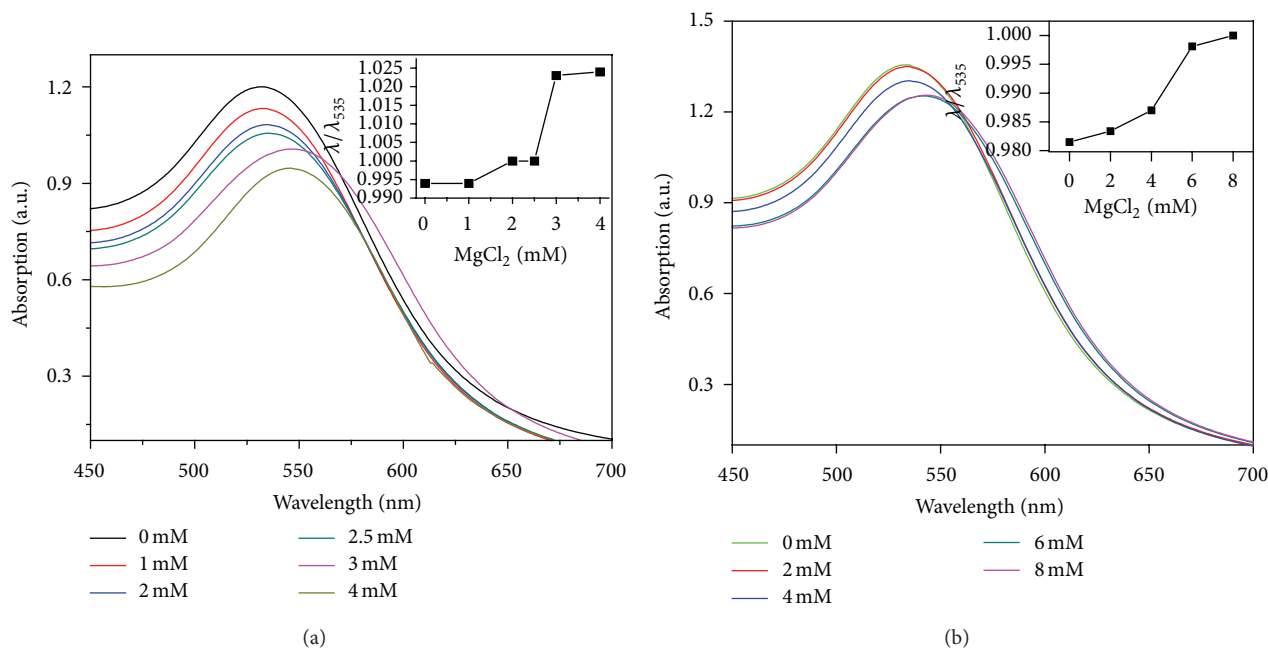 1.2
0.9
0.6
0.3
Absorption (a.u.)
450 500 550 600 650 700
Wavelength (nm)
1.025
1.020
1.015
1.010
1.005
1.000
0.995
0.990
λ/λ535
0 1 2 3 4
MgCl2 (mM)
0 mM
1 mM
2 mM
2.5 mM
3 mM
4 mM
(a)
1.5
1.2
0.9
0.6
0.3
0.0
Absorption (a.u.)
450 500 550 600 650 700
Wavelength (nm)
1.000
0.995
0.990
0.985
0.980
λ/λ535
0 2 4 6 8
MgCl2 (mM)
0 mM
2 mM
4 mM
6 mM
8 mM
(b)